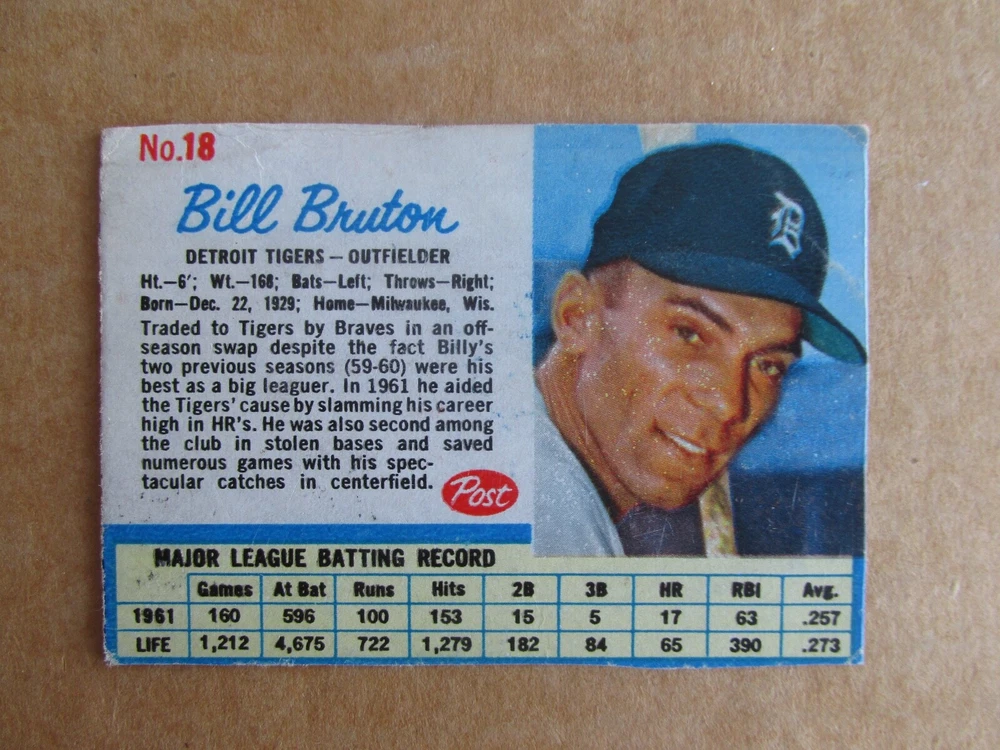 No.18
Bill Bruton
DETROIT TIGERS – OUTFIELDER
Ht.–6'; Wt.–168; Bats–Left; Throws–Right;
Born–Dec. 22, 1929; Home–Milwaukee, Wis.
Traded to Tigers by Braves in an off-
season swap despite the fact Billy's
two previous seasons (59-60) were his
best as a big leaguer. In 1961 he aided
the Tigers' cause by slamming his career
high in HR's. He was also second among
the club in stolen bases and saved
numerous games with his spec-
tacular catches in centerfield.
Post
D
MAJOR LEAGUE BATTING RECORD
Games At Bat Runs Hits 2B 3B HR RBI Avg.
1961 160 596 100 153 15 5 17 63 .257
LIFE 1,212 4,675 722 1,279 182 84 65 390 .273